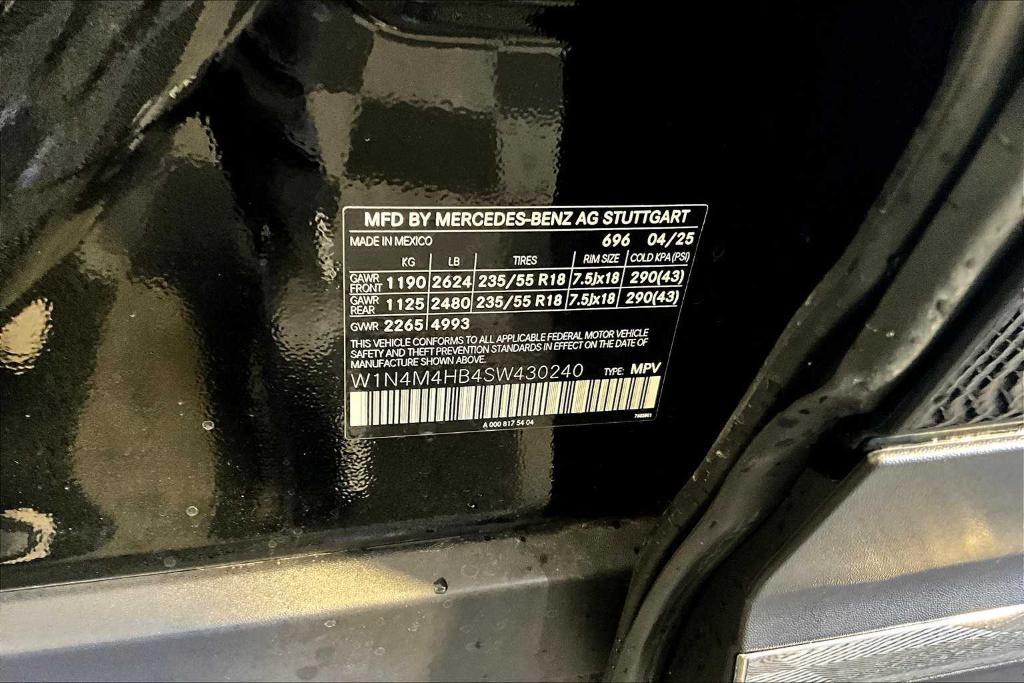 MFD BY MERCEDES-BENZ AG STUTTGART
MADE IN MEXICO 696 04/25
KG LB TIRES RIM SIZE COLD KPA (PSI)
GAWR FRONT 1190 2624 235/55 R18 7.5Jx18 290(43)
GAWR REAR 1125 2480 235/55 R18 7.5Jx18 290(43)
GVWR 2265 4993
THIS VEHICLE CONFORMS TO ALL APPLICABLE FEDERAL MOTOR VEHICLE
SAFETY AND THEFT PREVENTION STANDARDS IN EFFECT ON THE DATE OF
MANUFACTURE SHOWN ABOVE.
W1N4M4HB4SW430240 TYPE: MPV
A 000 817 54 04